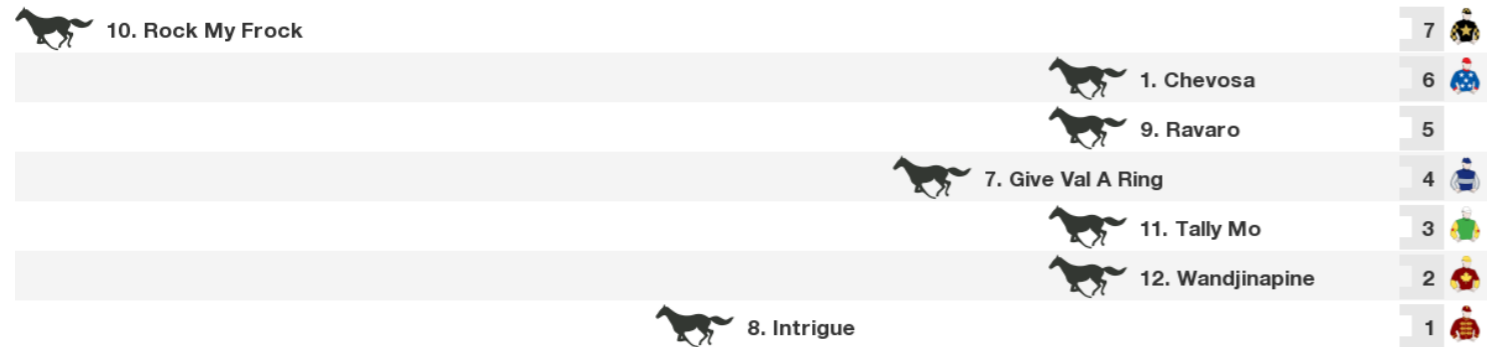 10. Rock My Frock 7
1. Chevosa 6
9. Ravaro 5
7. Give Val A Ring 4
11. Tally Mo 3
12. Wandjinapine 2
8. Intrigue 1